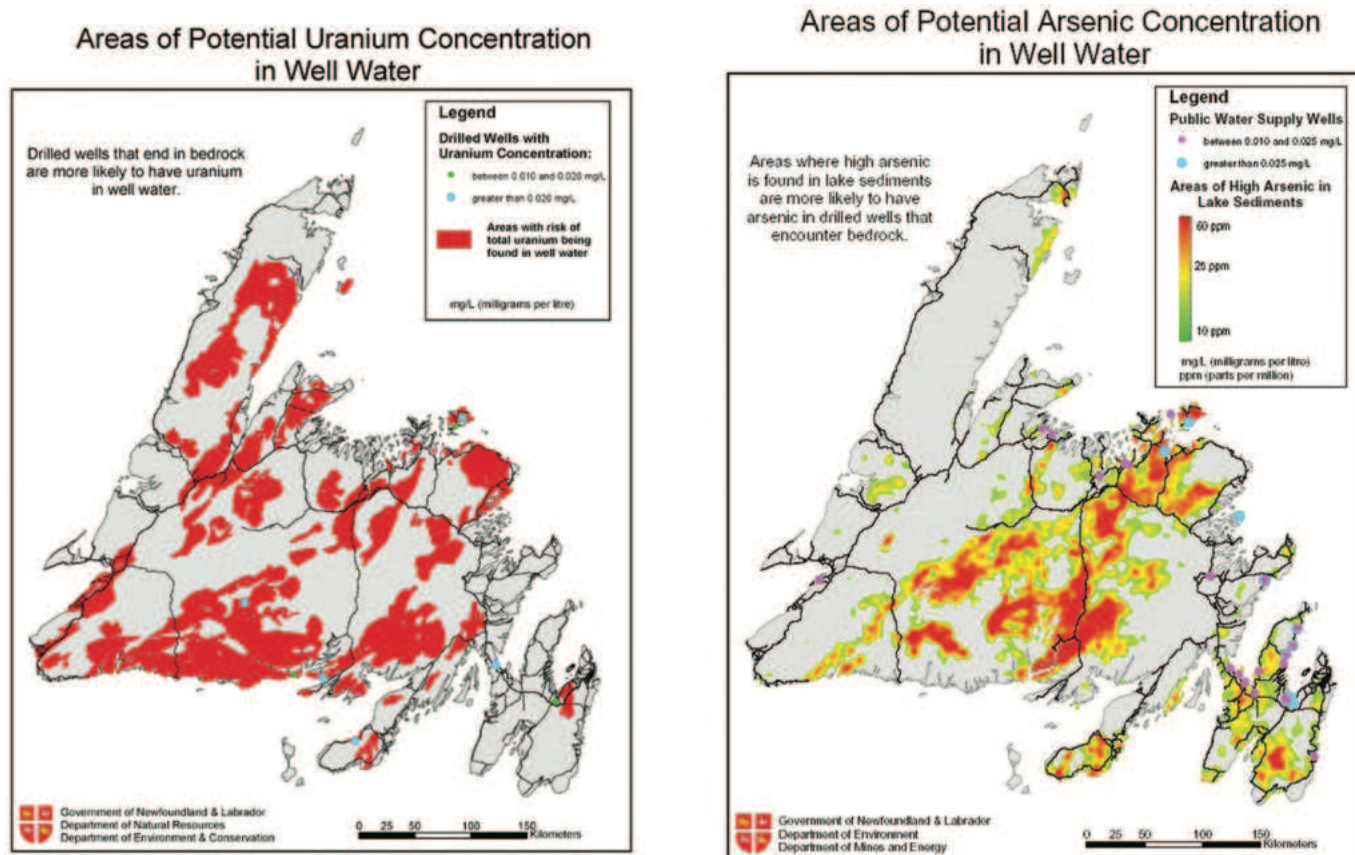 Areas of Potential Uranium Concentration
in Well Water
Drilled wells that end in bedrock
are more likely to have uranium
in well water.
Legend
Drilled Wells with
Uranium Concentration:
between 0.010 and 0.020 mg/L
greater than 0.020 mg/L
Areas with risk of
total uranium being
found in well water
mg/L (milligrams per litre)
Government of Newfoundland & Labrador
Department of Natural Resources
Department of Environment & Conservation
0 25 50 100 150
Kilometers
Areas of Potential Arsenic Concentration
in Well Water
Areas where high arsenic
is found in lake sediments
are more likely to have
arsenic in drilled wells that
encounter bedrock.
Legend
Public Water Supply Wells
between 0.010 and 0.025 mg/L
greater than 0.025 mg/L
Areas of High Arsenic in
Lake Sediments
60 ppm
25 ppm
10 ppm
mg/L (milligrams per litre)
ppm (parts per million)
Government of Newfoundland & Labrador
Department of Environment
Department of Mines and Energy
0 25 50 100 150
Kilometers